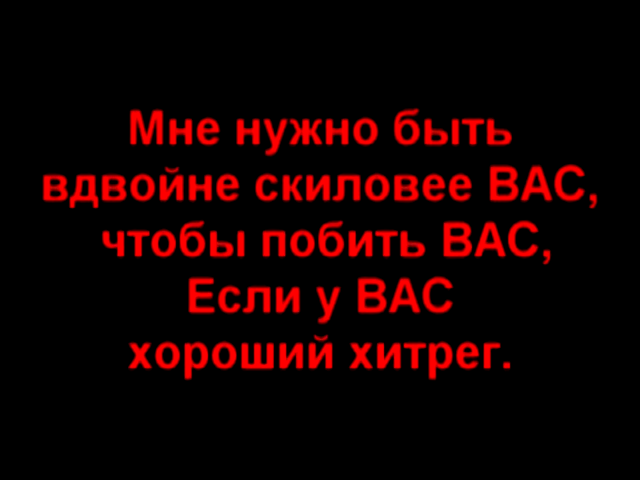 Мне нужно быть
вдвойне скиловее ВАС,
чтобы побить ВАС,
Если у ВАС
хороший хитрег.